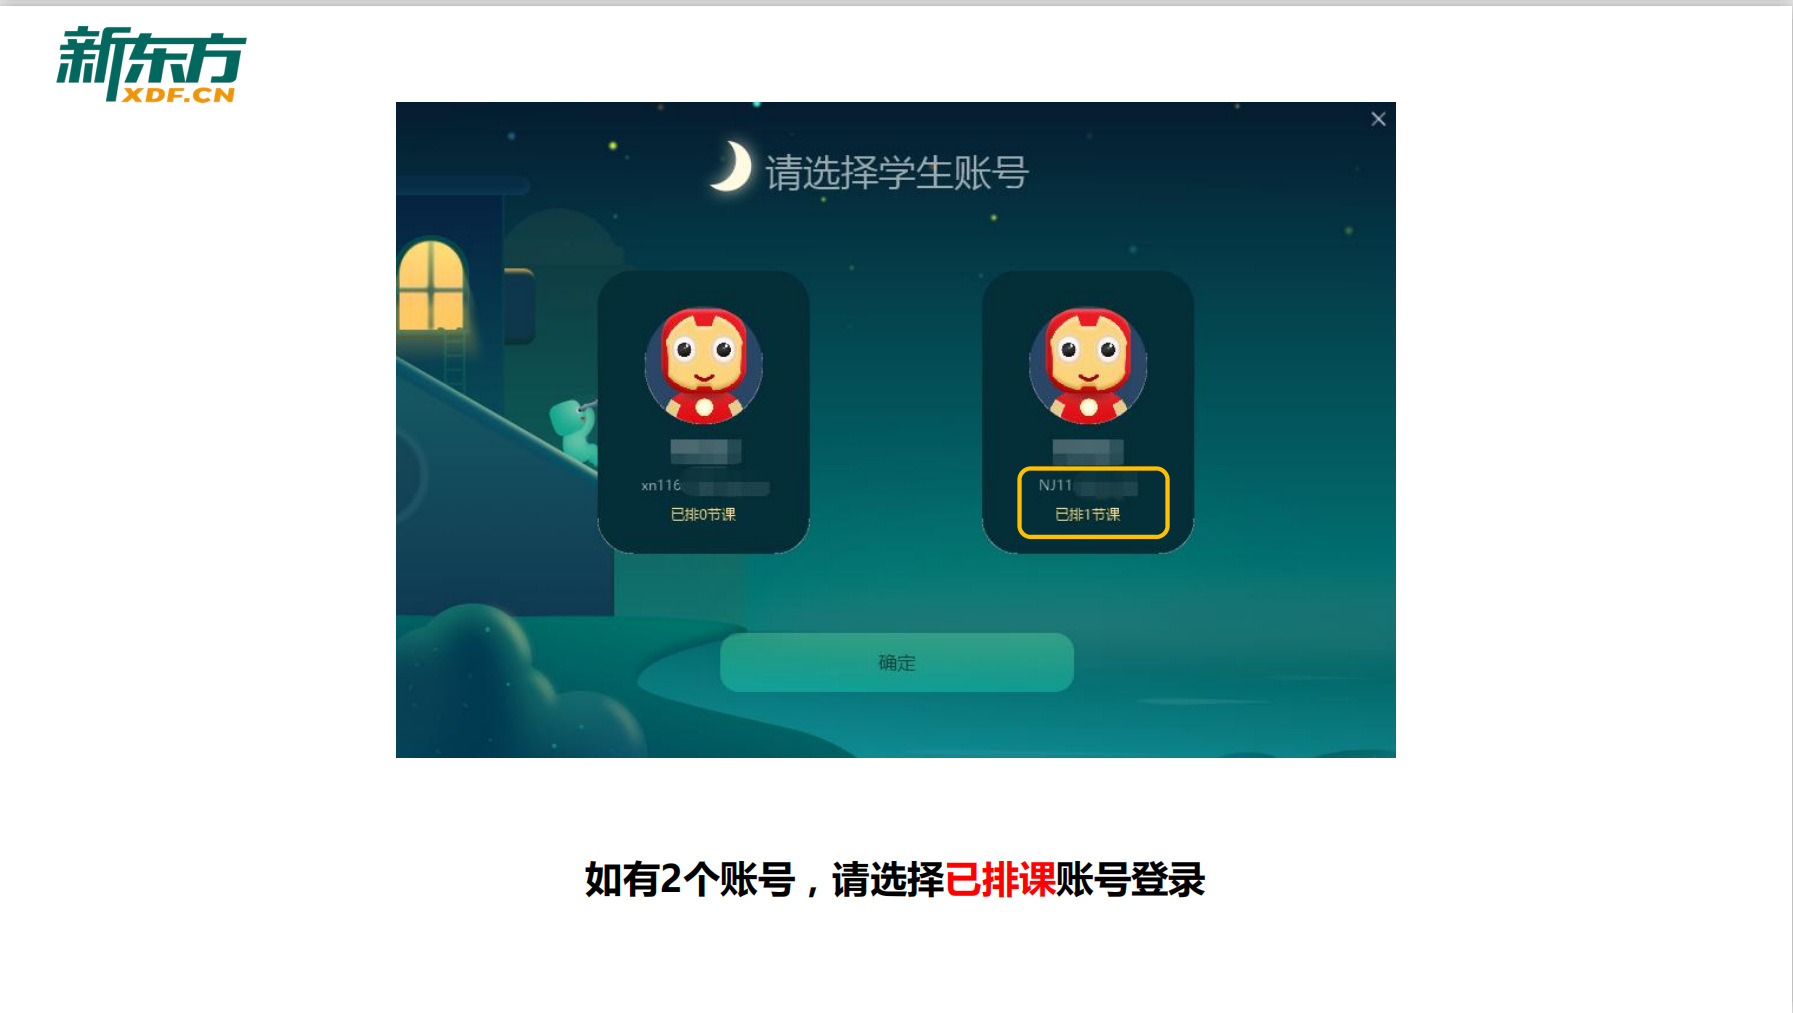 新东方
XDF.CN
请选择学生账号
xn116
已排0节课
NJ11
已排1节课
确定
如有2个账号，请选择已排课账号登录